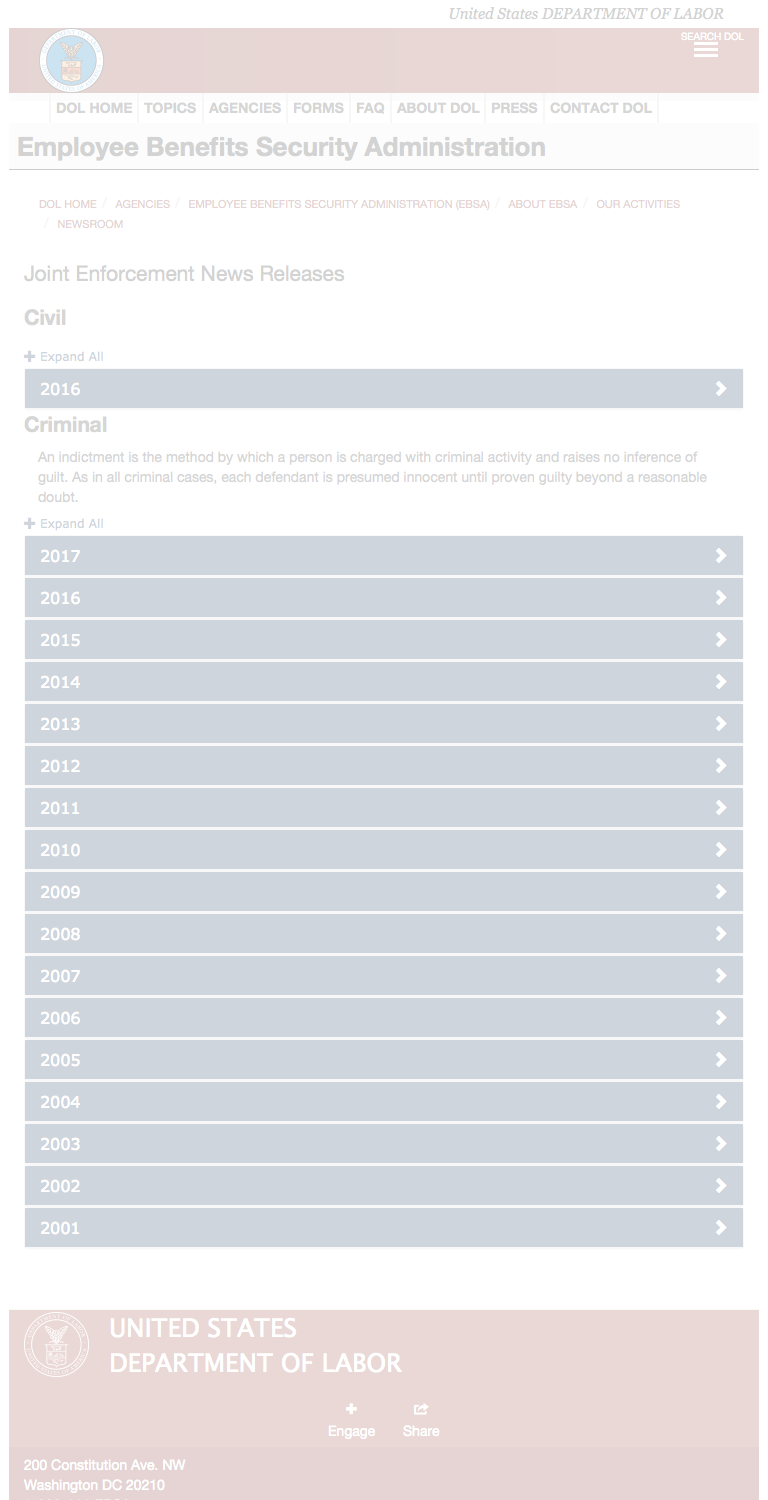 United States DEPARTMENT OF LABOR
SEARCH DOL
DOL HOME TOPICS AGENCIES FORMS FAQ ABOUT DOL PRESS CONTACT DOL
Employee Benefits Security Administration
DOL HOME / AGENCIES / EMPLOYEE BENEFITS SECURITY ADMINISTRATION (EBSA) / ABOUT EBSA / OUR ACTIVITIES
/ NEWSROOM
Joint Enforcement News Releases
Civil
Expand All
2016
Criminal
An indictment is the method by which a person is charged with criminal activity and raises no inference of
guilt. As in all criminal cases, each defendant is presumed innocent until proven guilty beyond a reasonable
doubt.
Expand All
2017
2016
2015
2014
2013
2012
2011
2010
2009
2008
2007
2006
2005
2004
2003
2002
2001
UNITED STATES
DEPARTMENT OF LABOR
Engage Share
200 Constitution Ave. NW
Washington DC 20210